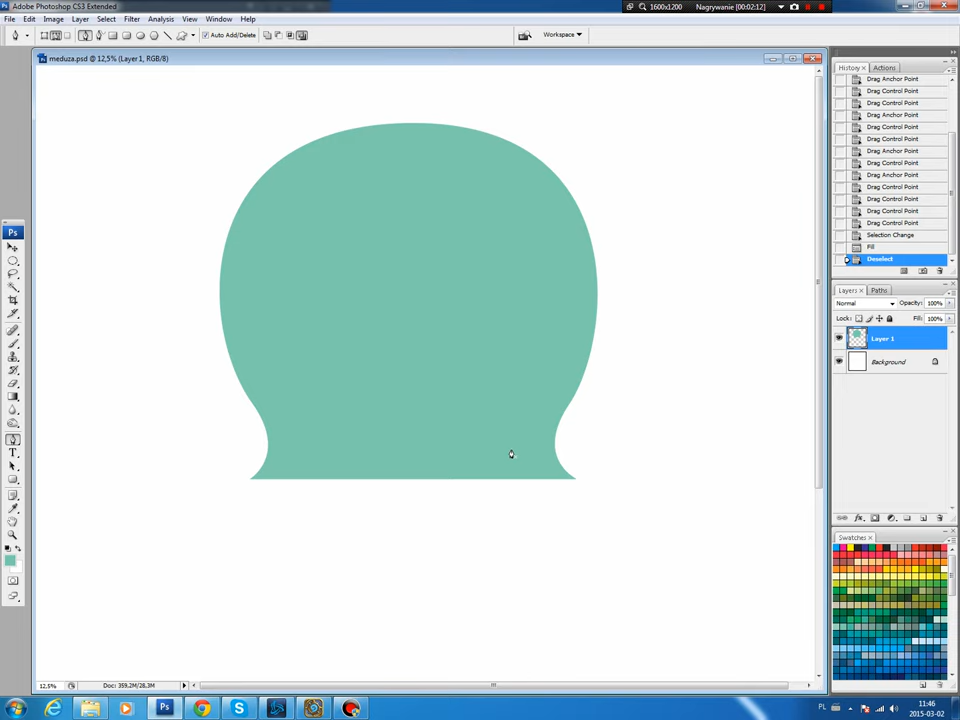 Adobe Photoshop CS3 Extended
1600x1200
Nagrywanie [00:02:12]
File Edit Image Layer Select Filter Analysis View Window Help
Auto Add/Delete
Workspace
meduza.psd @ 12,5% (Layer 1, RGB/8)
History x Actions
Drag Anchor Point
Drag Control Point
Drag Control Point
Drag Anchor Point
Drag Control Point
Drag Control Point
Drag Anchor Point
Drag Control Point
Drag Anchor Point
Drag Control Point
Drag Control Point
Drag Control Point
Drag Control Point
Selection Change
Fill
Deselect
Ps
Layers x Paths
Normal Opacity: 100%
Lock: Fill: 100%
Layer 1
Background
Swatches x
12,5% Doc: 359,2M/28,3M
Ps
PL
11:46
2015-03-02